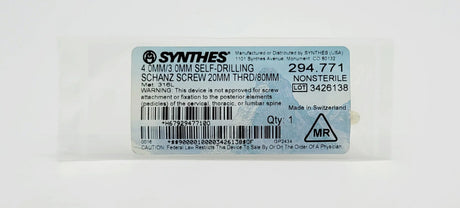 SYNTHES
Manufactured or Distributed by SYNTHES (USA)
1101 Synthes Avenue, Monument, CO 80132
4.0MM/3.0MM SELF-DRILLING
SCHANZ SCREW 20MM THRD/80MM
Mat. 316L
294.771
NONSTERILE
LOT 3426138
WARNING: This device is not approved for screw
attachment or fixation to the posterior elements
(pedicles) of the cervical, thoracic, or lumbar spine
Made in Switzerland
Qty: 1
MR
CAUTION: Federal Law Restricts This Device To Sale By Or On The Order Of A Physician.